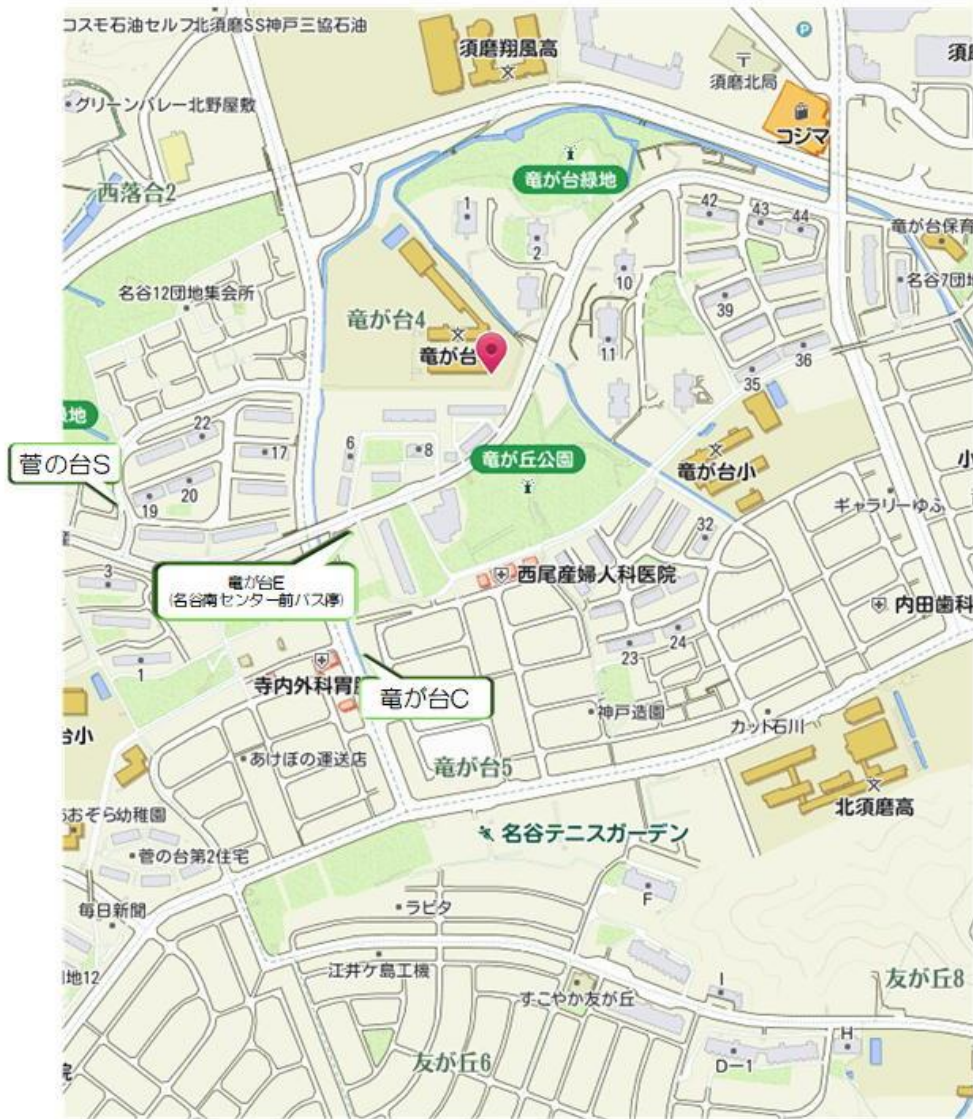 コスモ石油セルフ北須磨SS神戸三協石油
須磨翔風高
須磨北局
コジマ
グリーンバレー北野屋敷
西落合2
竜が台緑地
1
2
42
43
44
竜が台保育
名谷12団地集会所
10
名谷7団地
竜が台4
39
竜が台
11
36
35
緑地
22
17
6
8
竜が丘公園
竜が台小
小
菅の台S
19
20
ギャラリーゆふ
32
竜が台E
(名谷南センター前バス停)
3
西尾産婦人科医院
内田歯科
24
23
1
寺内外科胃腸
竜が台C
台小
神戸造園
カット石川
あけぼの運送店
竜が台5
北須磨高
おぞら幼稚園
名谷テニスガーデン
菅の台第2住宅
F
毎日新聞
ラピタ
地12
江井ケ島工機
すこやか友が丘
I
友が丘8
友が丘6
D-1
H
院